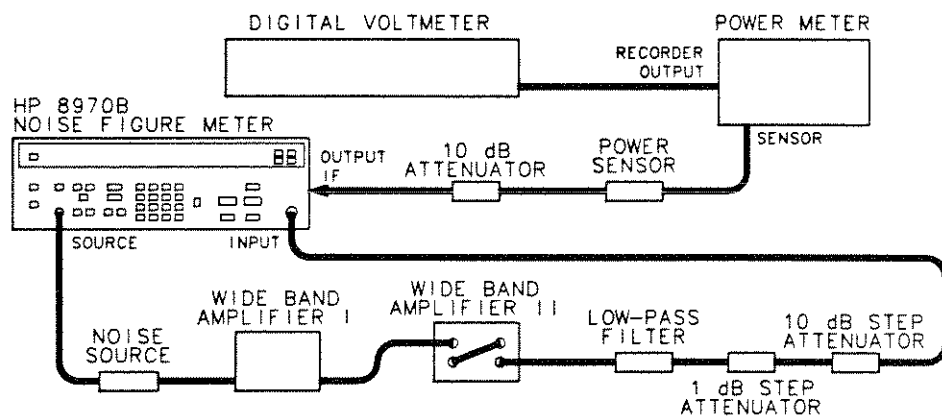 DIGITAL VOLTMETER
POWER METER
RECORDER
OUTPUT
HP 8970B
NOISE FIGURE METER
SENSOR
OUTPUT
IF
10 dB
ATTENUATOR
POWER
SENSOR
SOURCE
INPUT
WIDE BAND
AMPLIFIER I
WIDE BAND
AMPLIFIER II
NOISE
SOURCE
LOW-PASS
FILTER
10 dB STEP
ATTENUATOR
1 dB STEP
ATTENUATOR